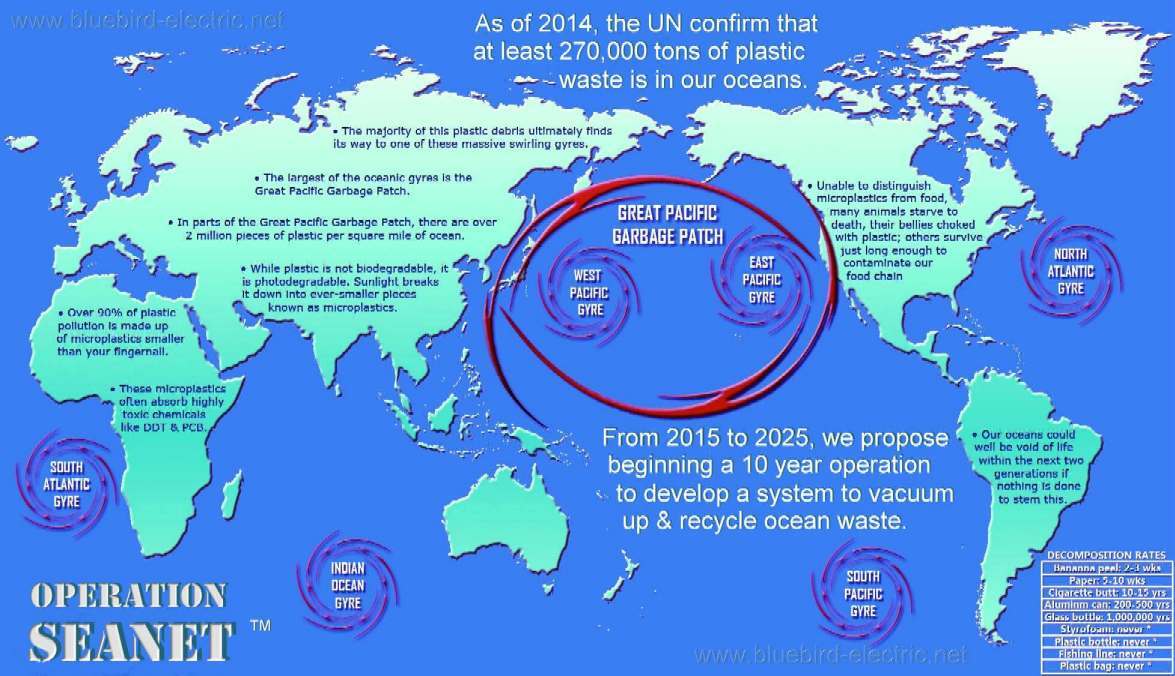 www.bluebird-electric.net
As of 2014, the UN confirm that
at least 270,000 tons of plastic
waste is in our oceans.
• The majority of this plastic debris ultimately finds
its way to one of these massive swirling gyres.
• The largest of the oceanic gyres is the
Great Pacific Garbage Patch.
• In parts of the Great Pacific Garbage Patch, there are over
2 million pieces of plastic per square mile of ocean.
• While plastic is not biodegradable, it
is photodegradable. Sunlight breaks
it down into ever-smaller pieces
known as microplastics.
• Over 90% of plastic
pollution is made up
of microplastics smaller
than your fingernail.
• These microplastics
often absorb highly
toxic chemicals
like DDT & PCB.
GREAT PACIFIC
GARBAGE PATCH
WEST
PACIFIC
GYRE
EAST
PACIFIC
GYRE
• Unable to distinguish
microplastics from food,
many animals starve to
death, their bellies choked
with plastic; others survive
just long enough to
contaminate our
food chain
NORTH
ATLANTIC
GYRE
SOUTH
ATLANTIC
GYRE
INDIAN
OCEAN
GYRE
SOUTH
PACIFIC
GYRE
From 2015 to 2025, we propose
beginning a 10 year operation
to develop a system to vacuum
up & recycle ocean waste.
• Our oceans could
well be void of life
within the next two
generations if
nothing is done
to stem this.
OPERATION
SEANET TM
www.bluebird-electric.net
DECOMPOSITION RATES
Bananna peel: 2-3 wks
Paper: 5-10 wks
Cigarette butt: 10-15 yrs
Aluminm can: 200-500 yrs
Glass bottle: 1,000,000 yrs
Styrofoam: never *
Plastic bottle: never *
Fishing line: never *
Plastic bag: never *